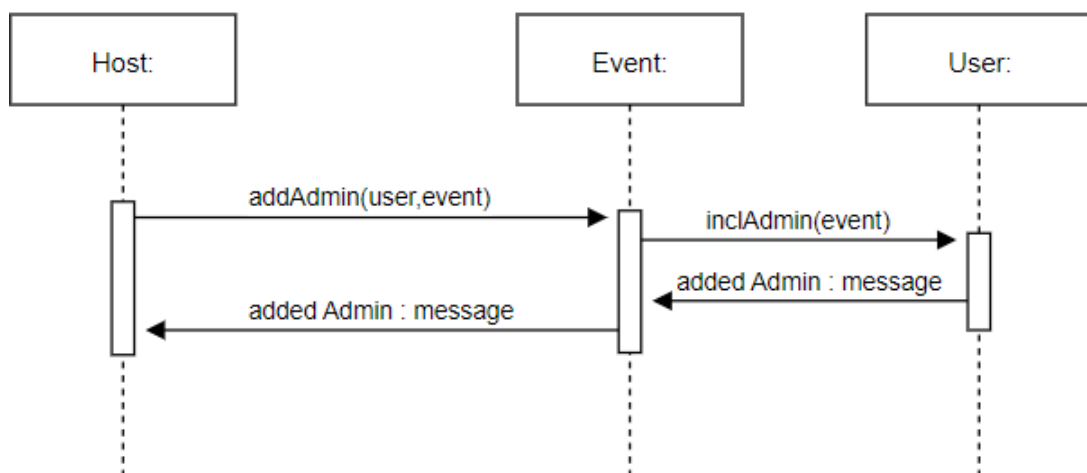 Host:
Event:
User:
addAdmin(user,event)
inclAdmin(event)
added Admin : message
added Admin : message